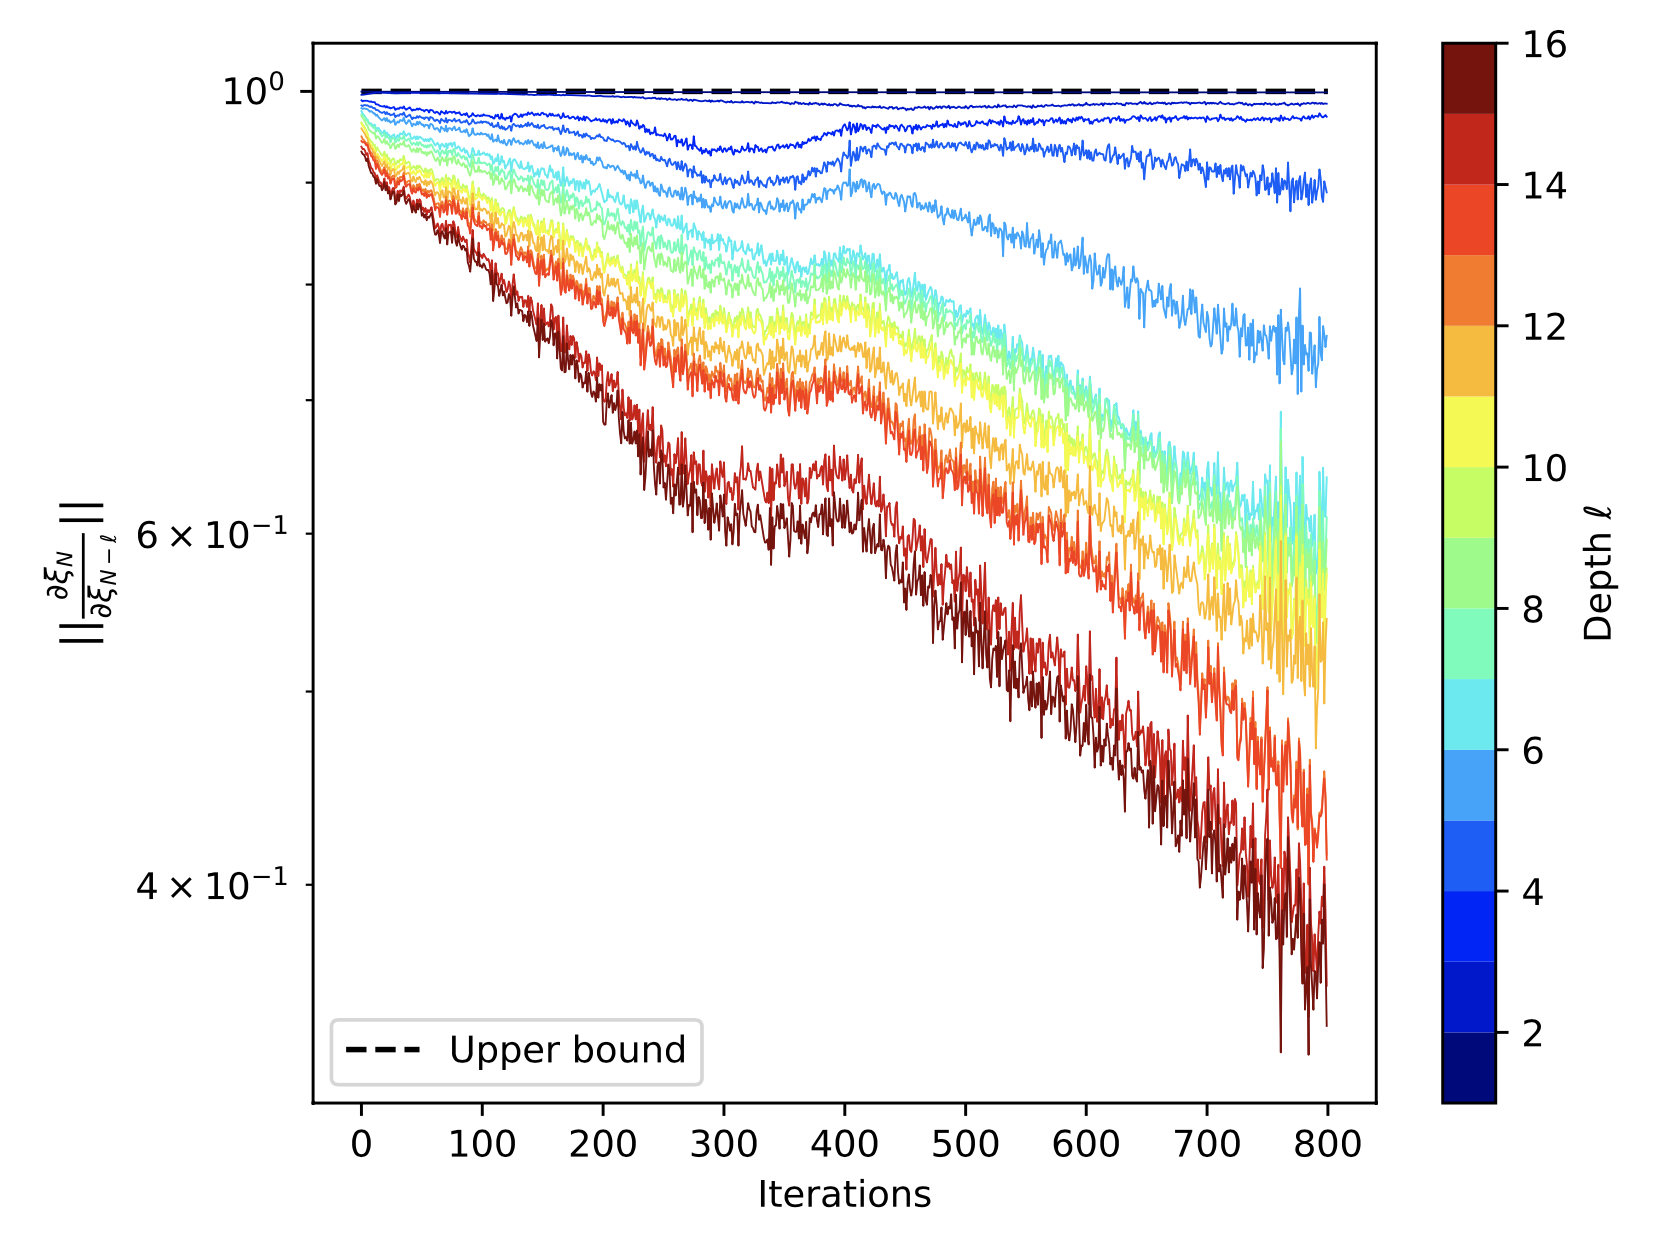 || ∂ξ_N / ∂ξ_{N−ℓ} ||
10^0
6 × 10^−1
4 × 10^−1
Upper bound
0 100 200 300 400 500 600 700 800
Iterations
16
14
12
10
8
6
4
2
Depth ℓ